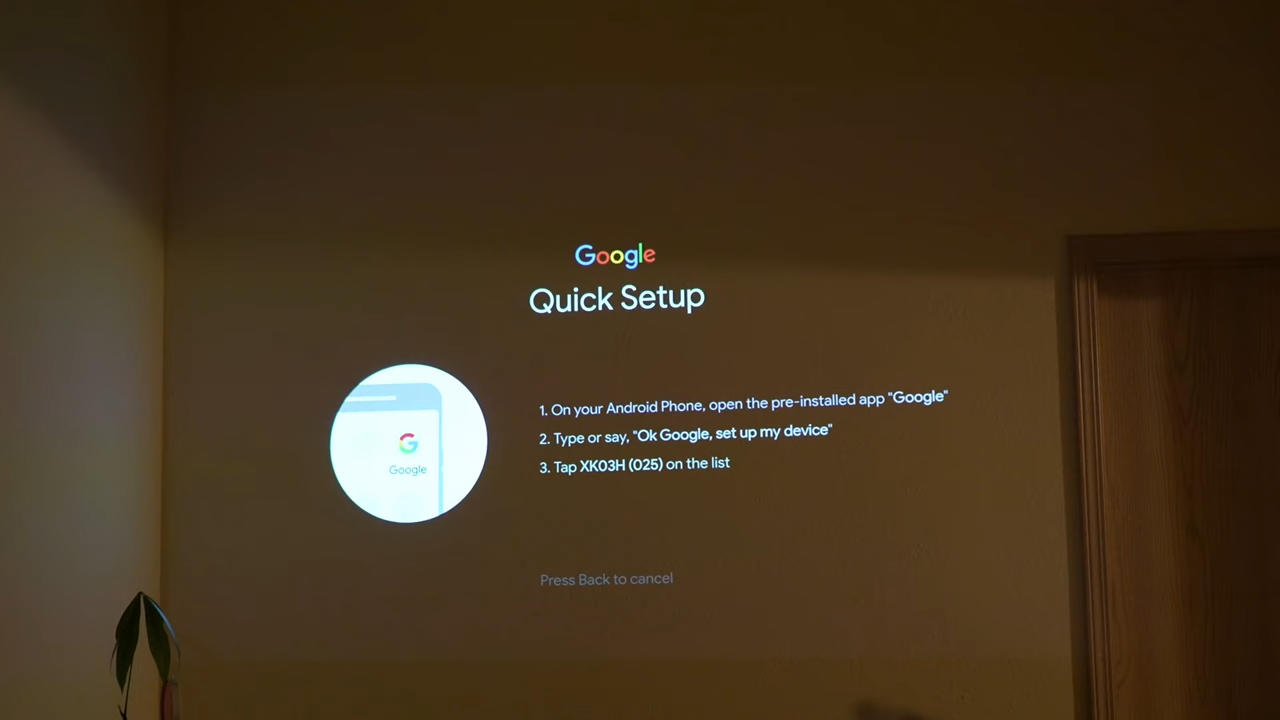 Google
Quick Setup
1. On your Android Phone, open the pre-installed app "Google"
2. Type or say, "Ok Google, set up my device"
3. Tap XK03H (025) on the list
Google
Press Back to cancel